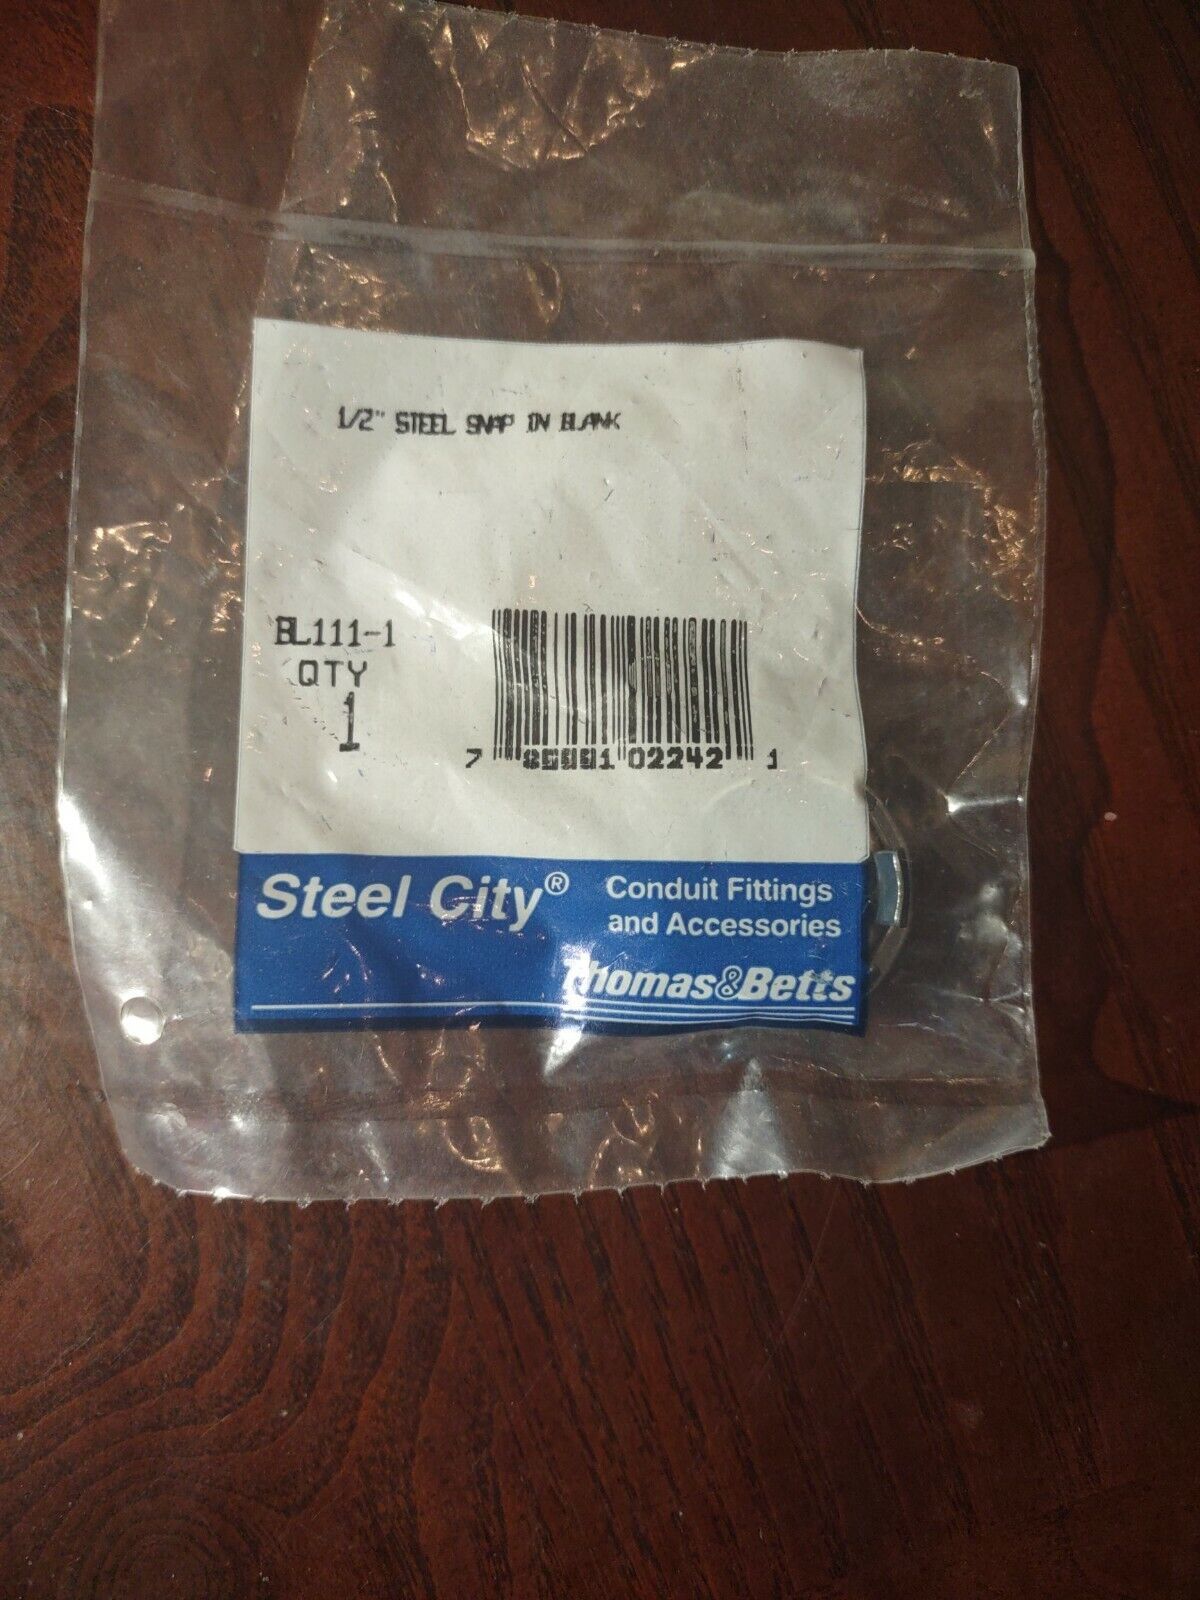 1/2" STEEL SNAP IN BLANK
BL111-1
QTY
1
7 85991 02242 1
Steel City®
Conduit Fittings
and Accessories
Thomas&Betts